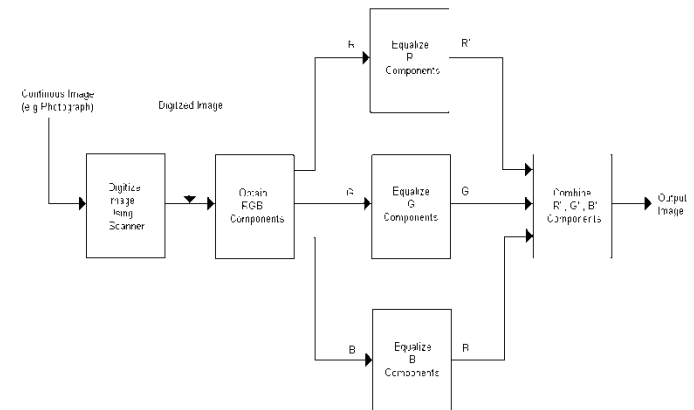 Continous Image
(e.g Photograph)
Digitized Image
Digitize
Image
Using
Scanner
Obtain
RGB
Components
R
Equalize
R
Components
R'
G
Equalize
G
Components
G
B
Equalize
B
Components
Combine
R' , G' , B'
Components
Output
Image